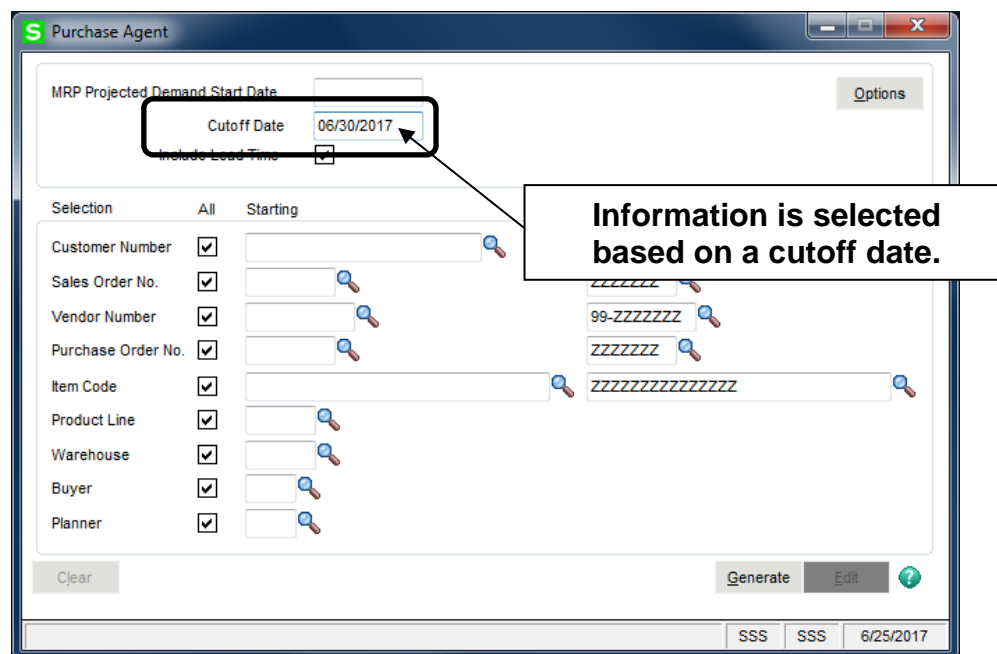 S Purchase Agent
MRP Projected Demand Start Date
Options
Cutoff Date 06/30/2017
Include Lead Time
Information is selected
based on a cutoff date.
Selection All Starting
Customer Number
Sales Order No. ZZZZZZZ
Vendor Number 99-ZZZZZZZ
Purchase Order No. ZZZZZZZ
Item Code ZZZZZZZZZZZZZZZ
Product Line
Warehouse
Buyer
Planner
Clear Generate Edit ?
SSS SSS 6/25/2017